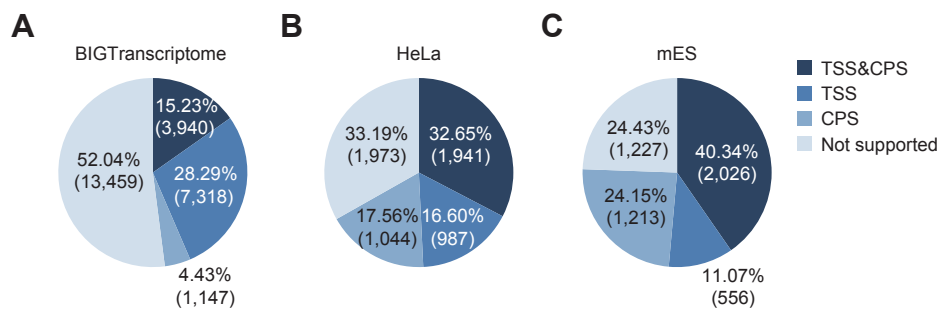 A
BIGTranscriptome
15.23%
(3,940)
28.29%
(7,318)
4.43%
(1,147)
52.04%
(13,459)
B
HeLa
32.65%
(1,941)
16.60%
(987)
17.56%
(1,044)
33.19%
(1,973)
C
mES
40.34%
(2,026)
11.07%
(556)
24.15%
(1,213)
24.43%
(1,227)
TSS&CPS
TSS
CPS
Not supported